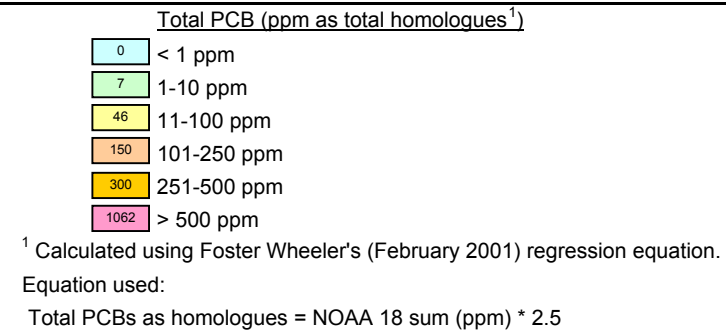 Total PCB (ppm as total homologues¹)
0 < 1 ppm
7 1-10 ppm
46 11-100 ppm
150 101-250 ppm
300 251-500 ppm
1062 > 500 ppm
¹ Calculated using Foster Wheeler's (February 2001) regression equation.
Equation used:
Total PCBs as homologues = NOAA 18 sum (ppm) * 2.5